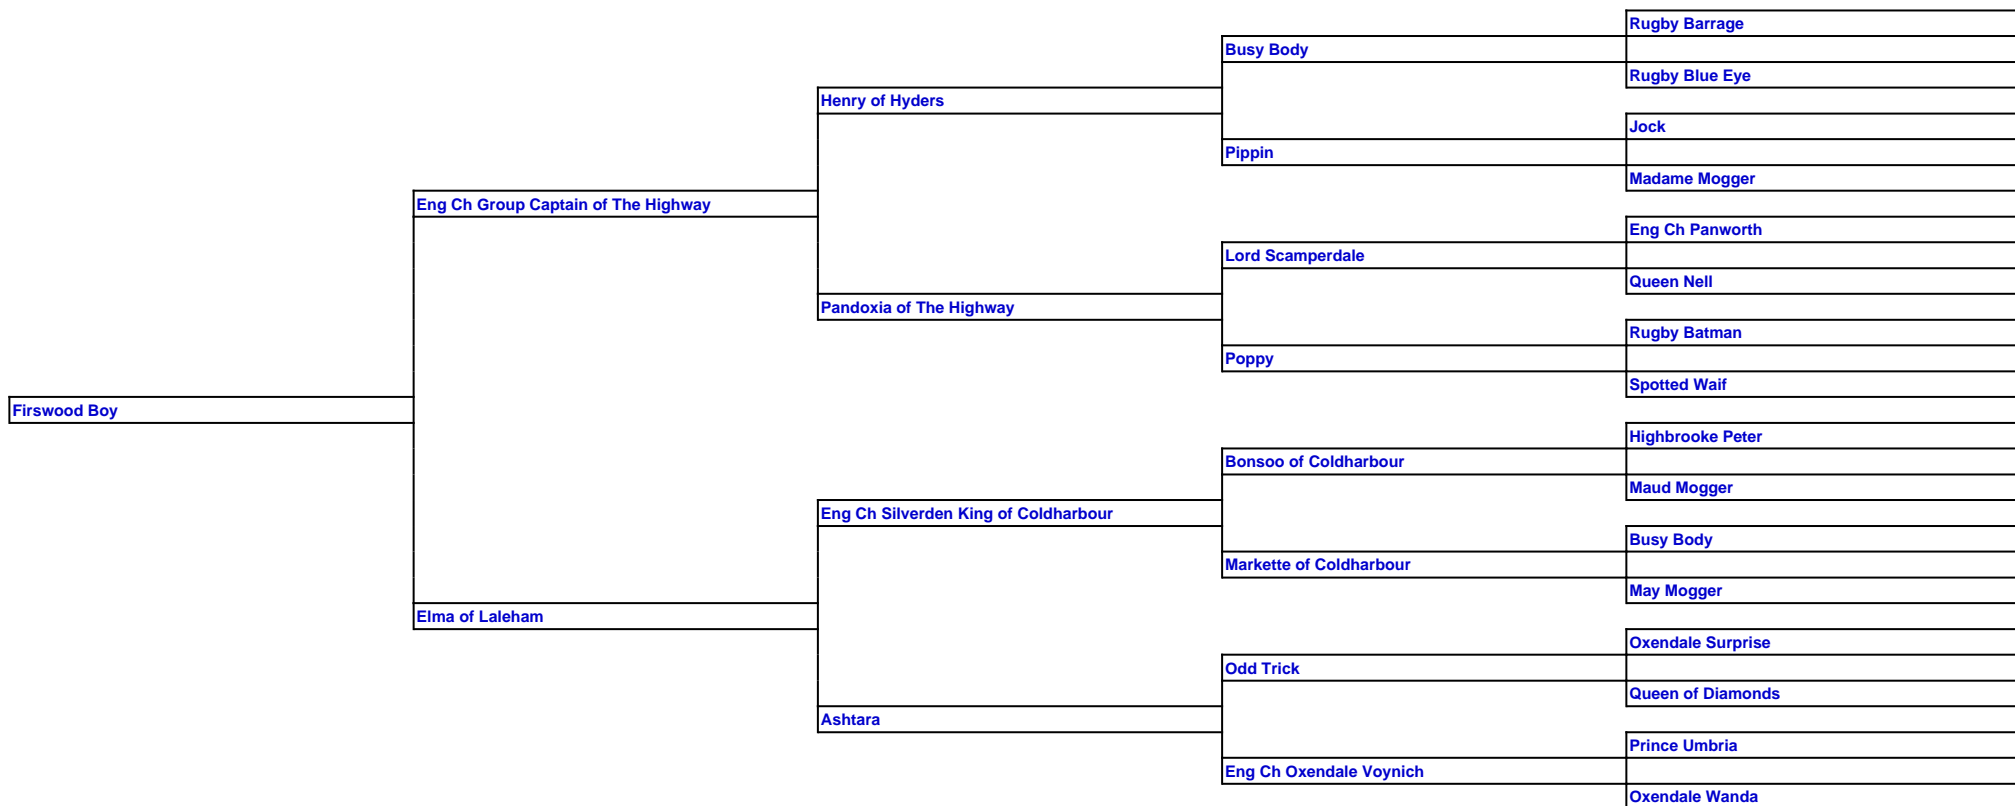 Rugby Barrage
Busy Body
Rugby Blue Eye
Henry of Hyders
Jock
Pippin
Madame Mogger
Eng Ch Group Captain of The Highway
Eng Ch Panworth
Lord Scamperdale
Queen Nell
Pandoxia of The Highway
Rugby Batman
Poppy
Spotted Waif
Firswood Boy
Highbrooke Peter
Bonsoo of Coldharbour
Maud Mogger
Eng Ch Silverden King of Coldharbour
Busy Body
Markette of Coldharbour
May Mogger
Elma of Laleham
Oxendale Surprise
Odd Trick
Queen of Diamonds
Ashtara
Prince Umbria
Eng Ch Oxendale Voynich
Oxendale Wanda